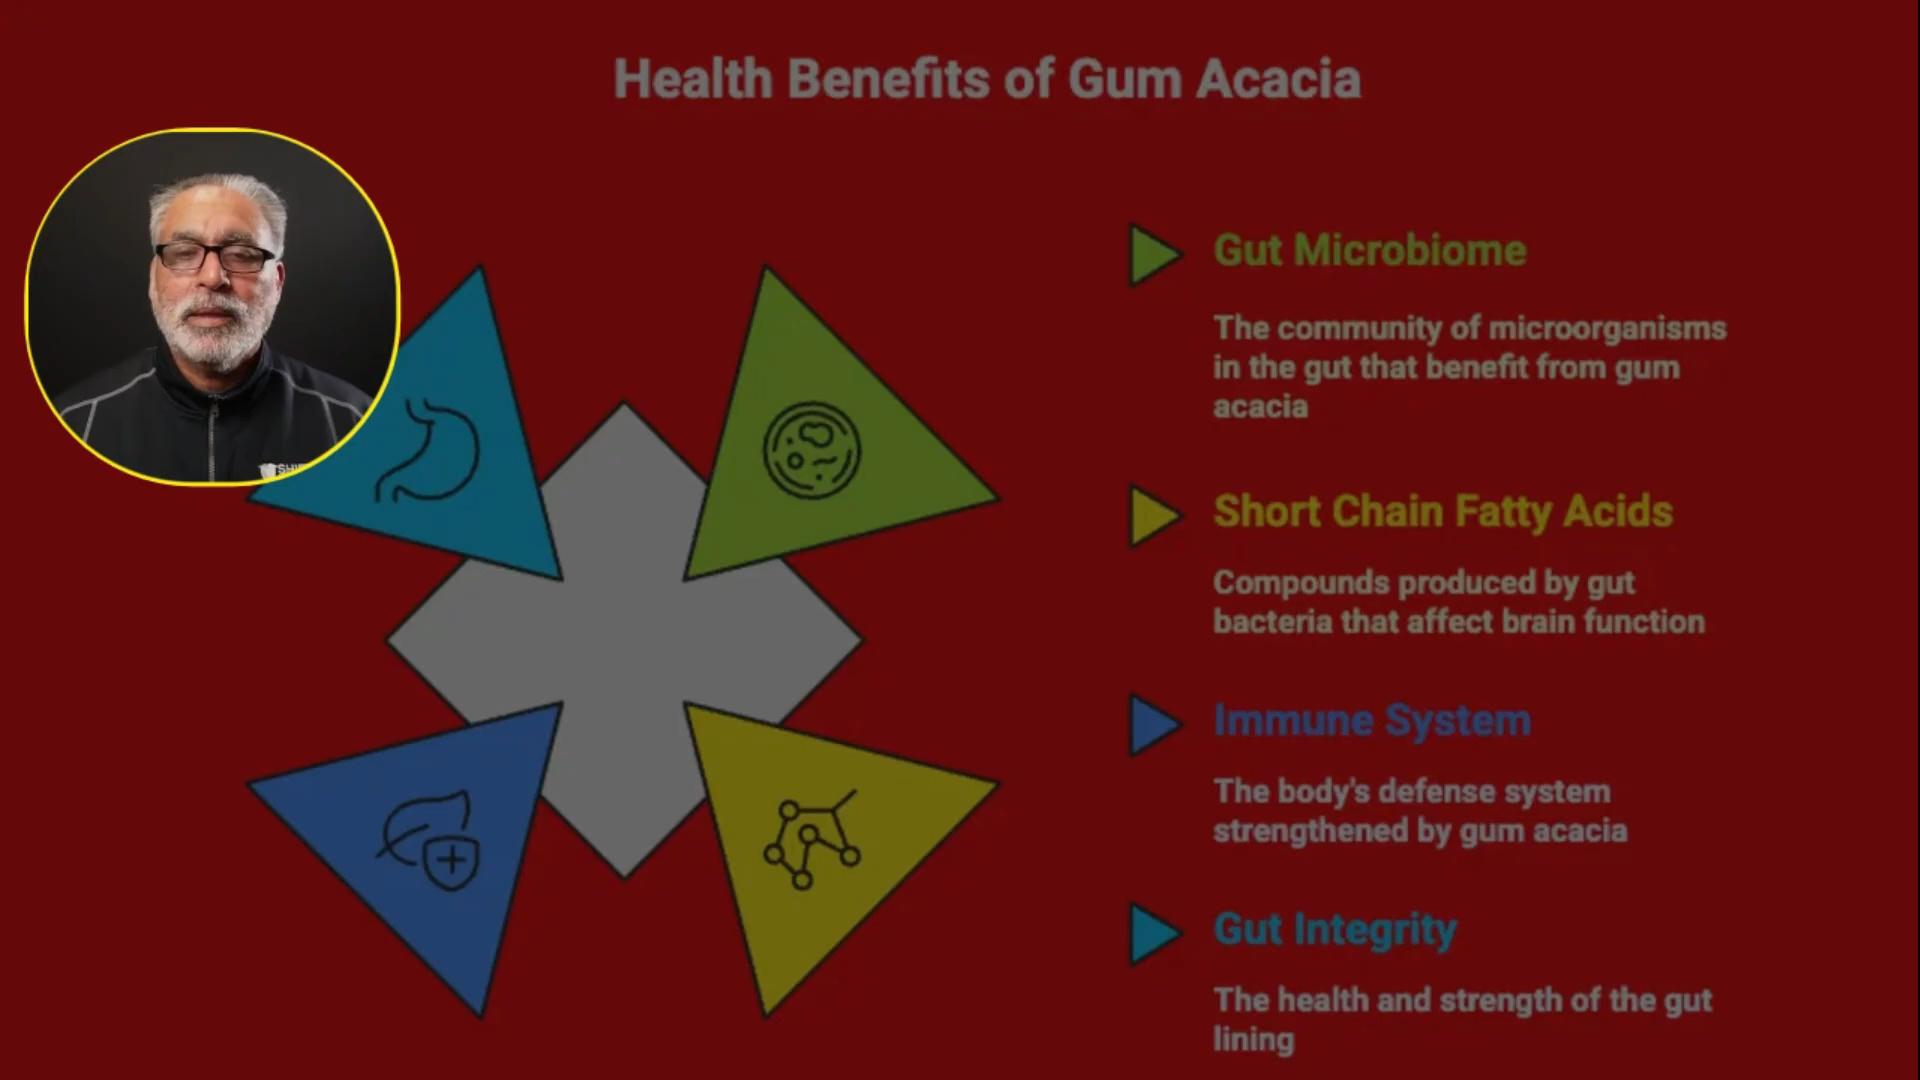 Health Benefits of Gum Acacia
Gut Microbiome
The community of microorganisms
in the gut that benefit from gum
acacia
Short Chain Fatty Acids
Compounds produced by gut
bacteria that affect brain function
Immune System
The body's defense system
strengthened by gum acacia
Gut Integrity
The health and strength of the gut
lining